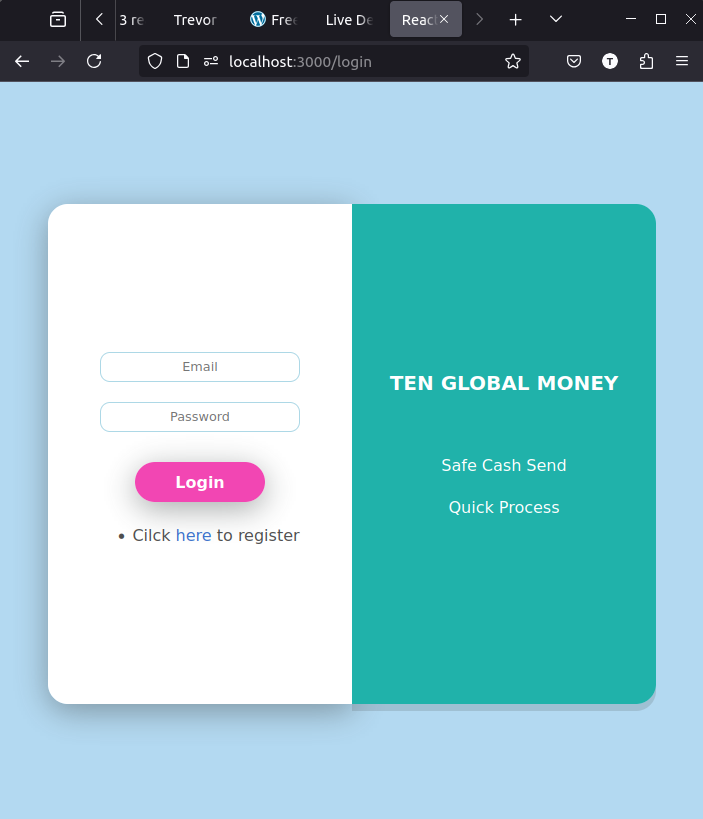 3 re Trevor Free Live De Reac
localhost:3000/login
T
Email
Password
Login
• Cilck here to register
TEN GLOBAL MONEY
Safe Cash Send
Quick Process